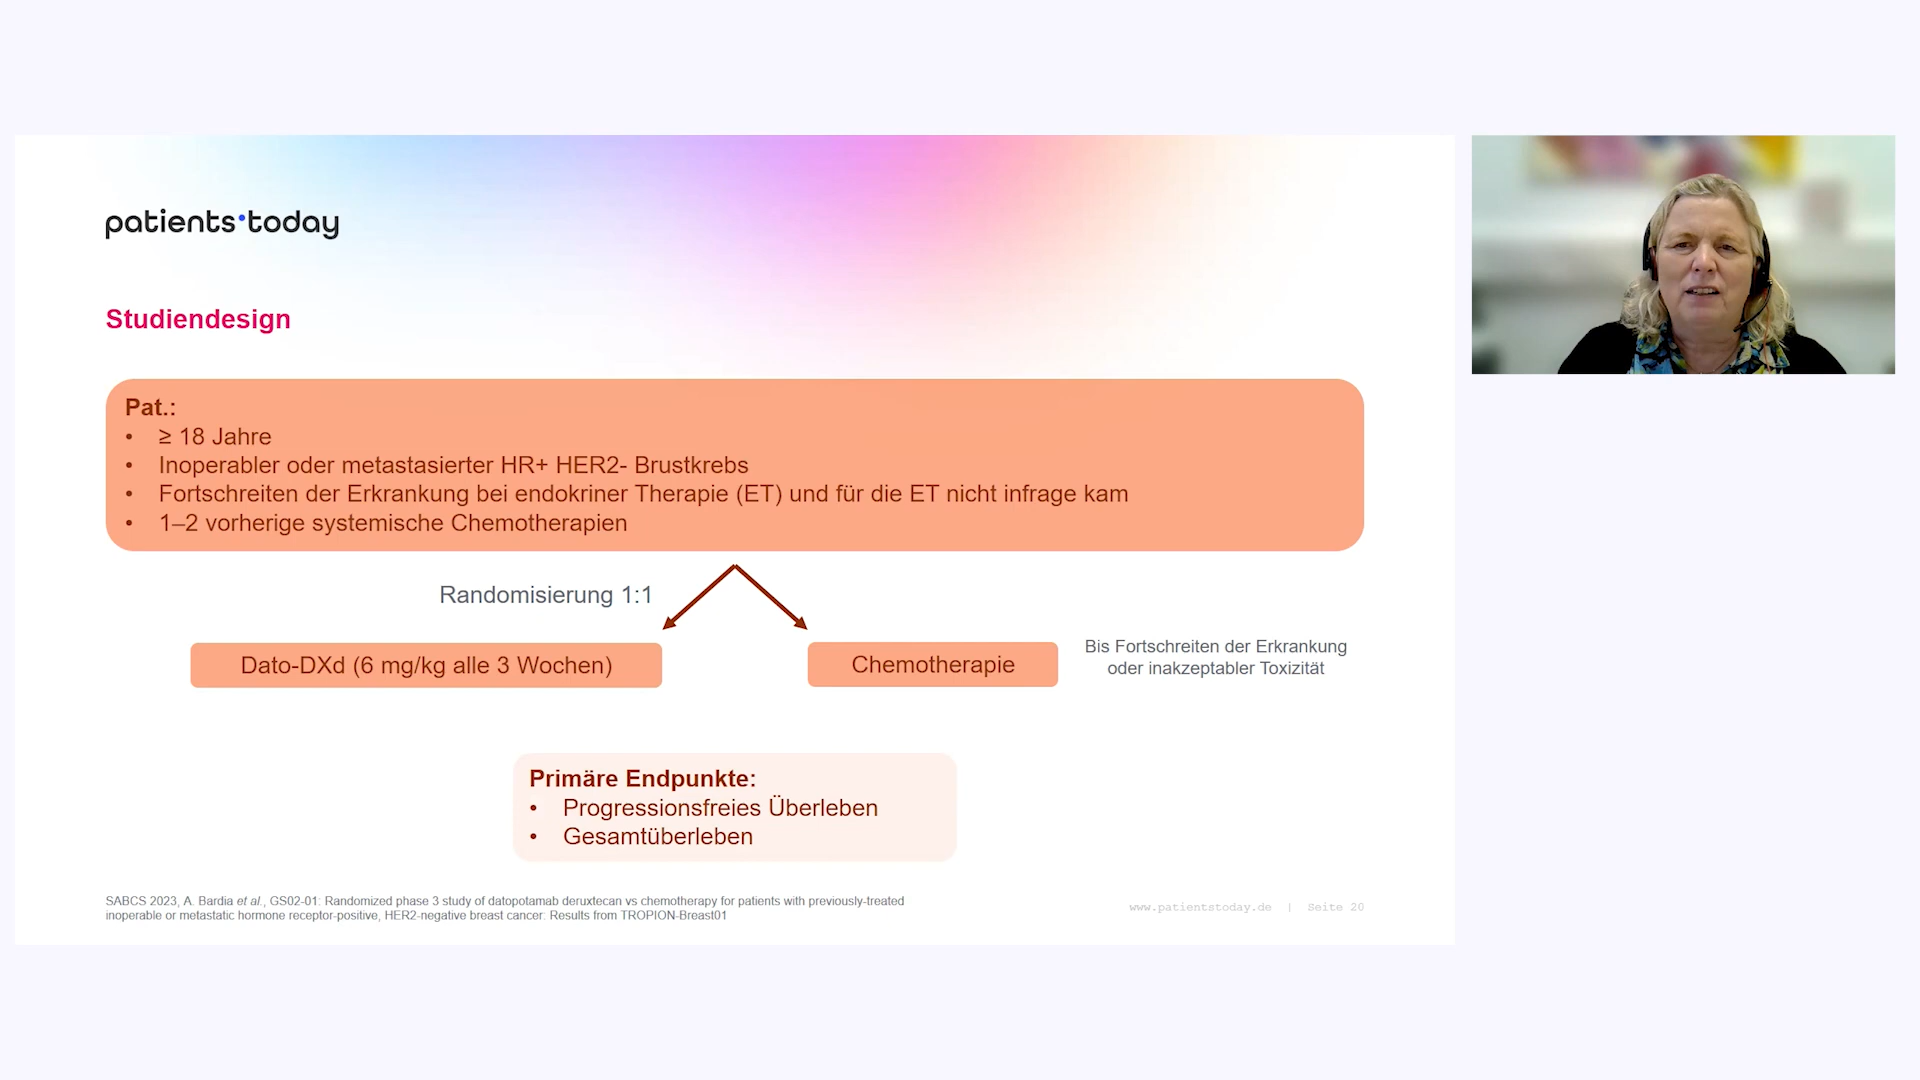 patients•today
Studiendesign
Pat.:
• ≥ 18 Jahre
• Inoperabler oder metastasierter HR+ HER2- Brustkrebs
• Fortschreiten der Erkrankung bei endokriner Therapie (ET) und für die ET nicht infrage kam
• 1–2 vorherige systemische Chemotherapien
Randomisierung 1:1
Dato-DXd (6 mg/kg alle 3 Wochen)
Chemotherapie
Bis Fortschreiten der Erkrankung
oder inakzeptabler Toxizität
Primäre Endpunkte:
• Progressionsfreies Überleben
• Gesamtüberleben
SABCS 2023, A. Bardia et al., GS02-01: Randomized phase 3 study of datopotamab deruxtecan vs chemotherapy for patients with previously-treated
inoperable or metastatic hormone receptor-positive, HER2-negative breast cancer: Results from TROPION-Breast01
www.patientstoday.de | Seite 20